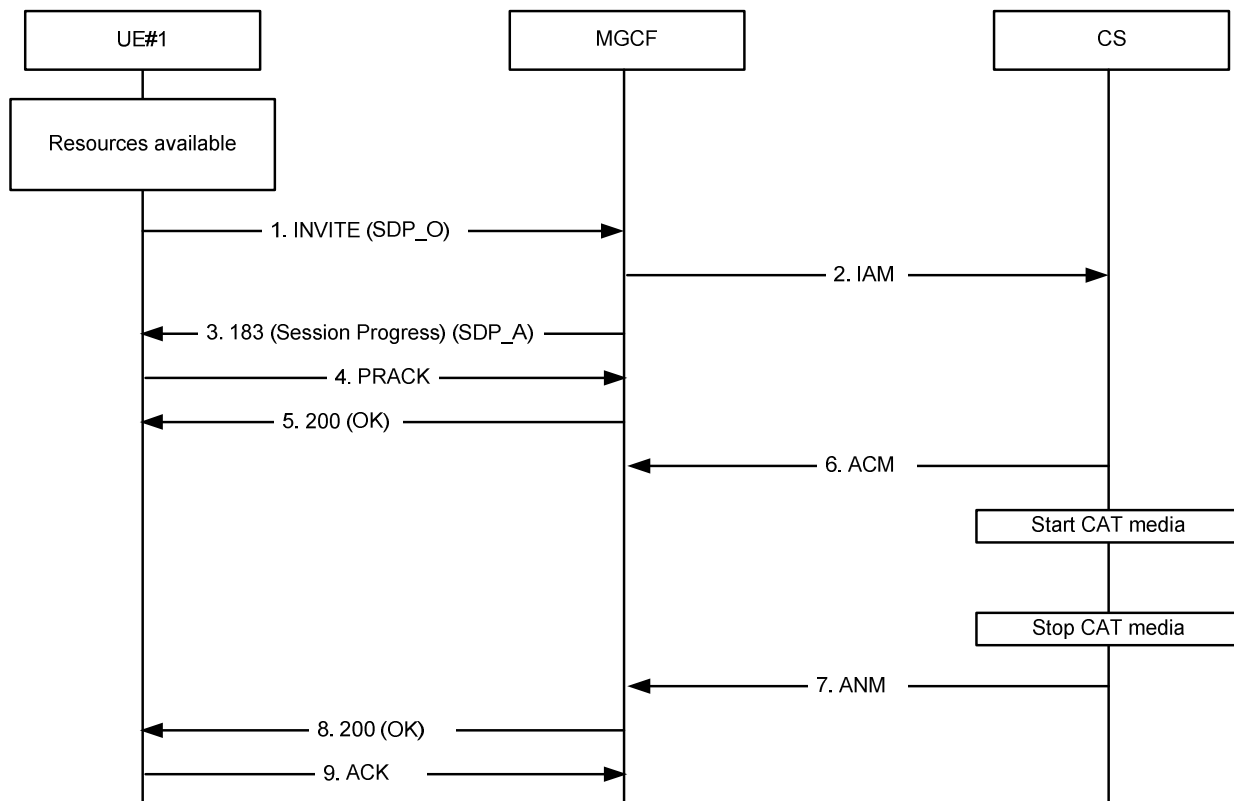 UE#1
MGCF
CS
Resources available
1. INVITE (SDP_O)
2. IAM
3. 183 (Session Progress) (SDP_A)
4. PRACK
5. 200 (OK)
6. ACM
Start CAT media
Stop CAT media
7. ANM
8. 200 (OK)
9. ACK